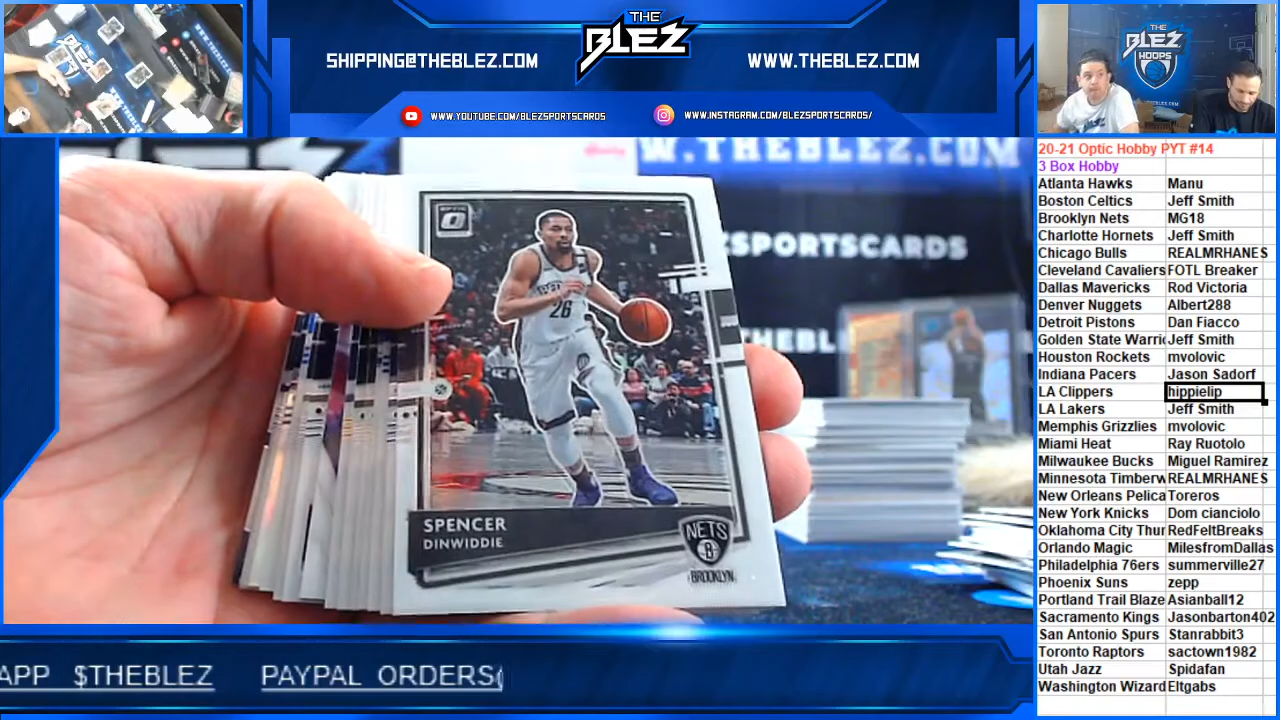 THE
BLEZ
SHIPPING@THEBLEZ.COM
WWW.THEBLEZ.COM
WWW.YOUTUBE.COM/BLEZSPORTSCARDS
WWW.INSTAGRAM.COM/BLEZSPORTSCARDS/
THE
BLEZ
HOOPS
W.THEBLEZ.COM
ZSPORTSCARDS
THEBLE
OPTIC
26
SPENCER
DINWIDDIE
NETS
B
BROOKLYN
APP $THEBLEZ PAYPAL ORDERS(
20-21 Optic Hobby PYT #14
3 Box Hobby
Atlanta Hawks Manu
Boston Celtics Jeff Smith
Brooklyn Nets MG18
Charlotte Hornets Jeff Smith
Chicago Bulls REALMRHANES
Cleveland Cavaliers FOTL Breaker
Dallas Mavericks Rod Victoria
Denver Nuggets Albert288
Detroit Pistons Dan Fiacco
Golden State Warric Jeff Smith
Houston Rockets mvolovic
Indiana Pacers Jason Sadorf
LA Clippers hippielip
LA Lakers Jeff Smith
Memphis Grizzlies mvolovic
Miami Heat Ray Ruotolo
Milwaukee Bucks Miguel Ramirez
Minnesota Timberw REALMRHANES
New Orleans Pelica Toreros
New York Knicks Dom cianciolo
Oklahoma City Thur RedFeltBreaks
Orlando Magic MilesfromDallas
Philadelphia 76ers summerville27
Phoenix Suns zepp
Portland Trail Blaze Asianball12
Sacramento Kings Jasonbarton402
San Antonio Spurs Stanrabbit3
Toronto Raptors sactown1982
Utah Jazz Spidafan
Washington Wizard Eltgabs